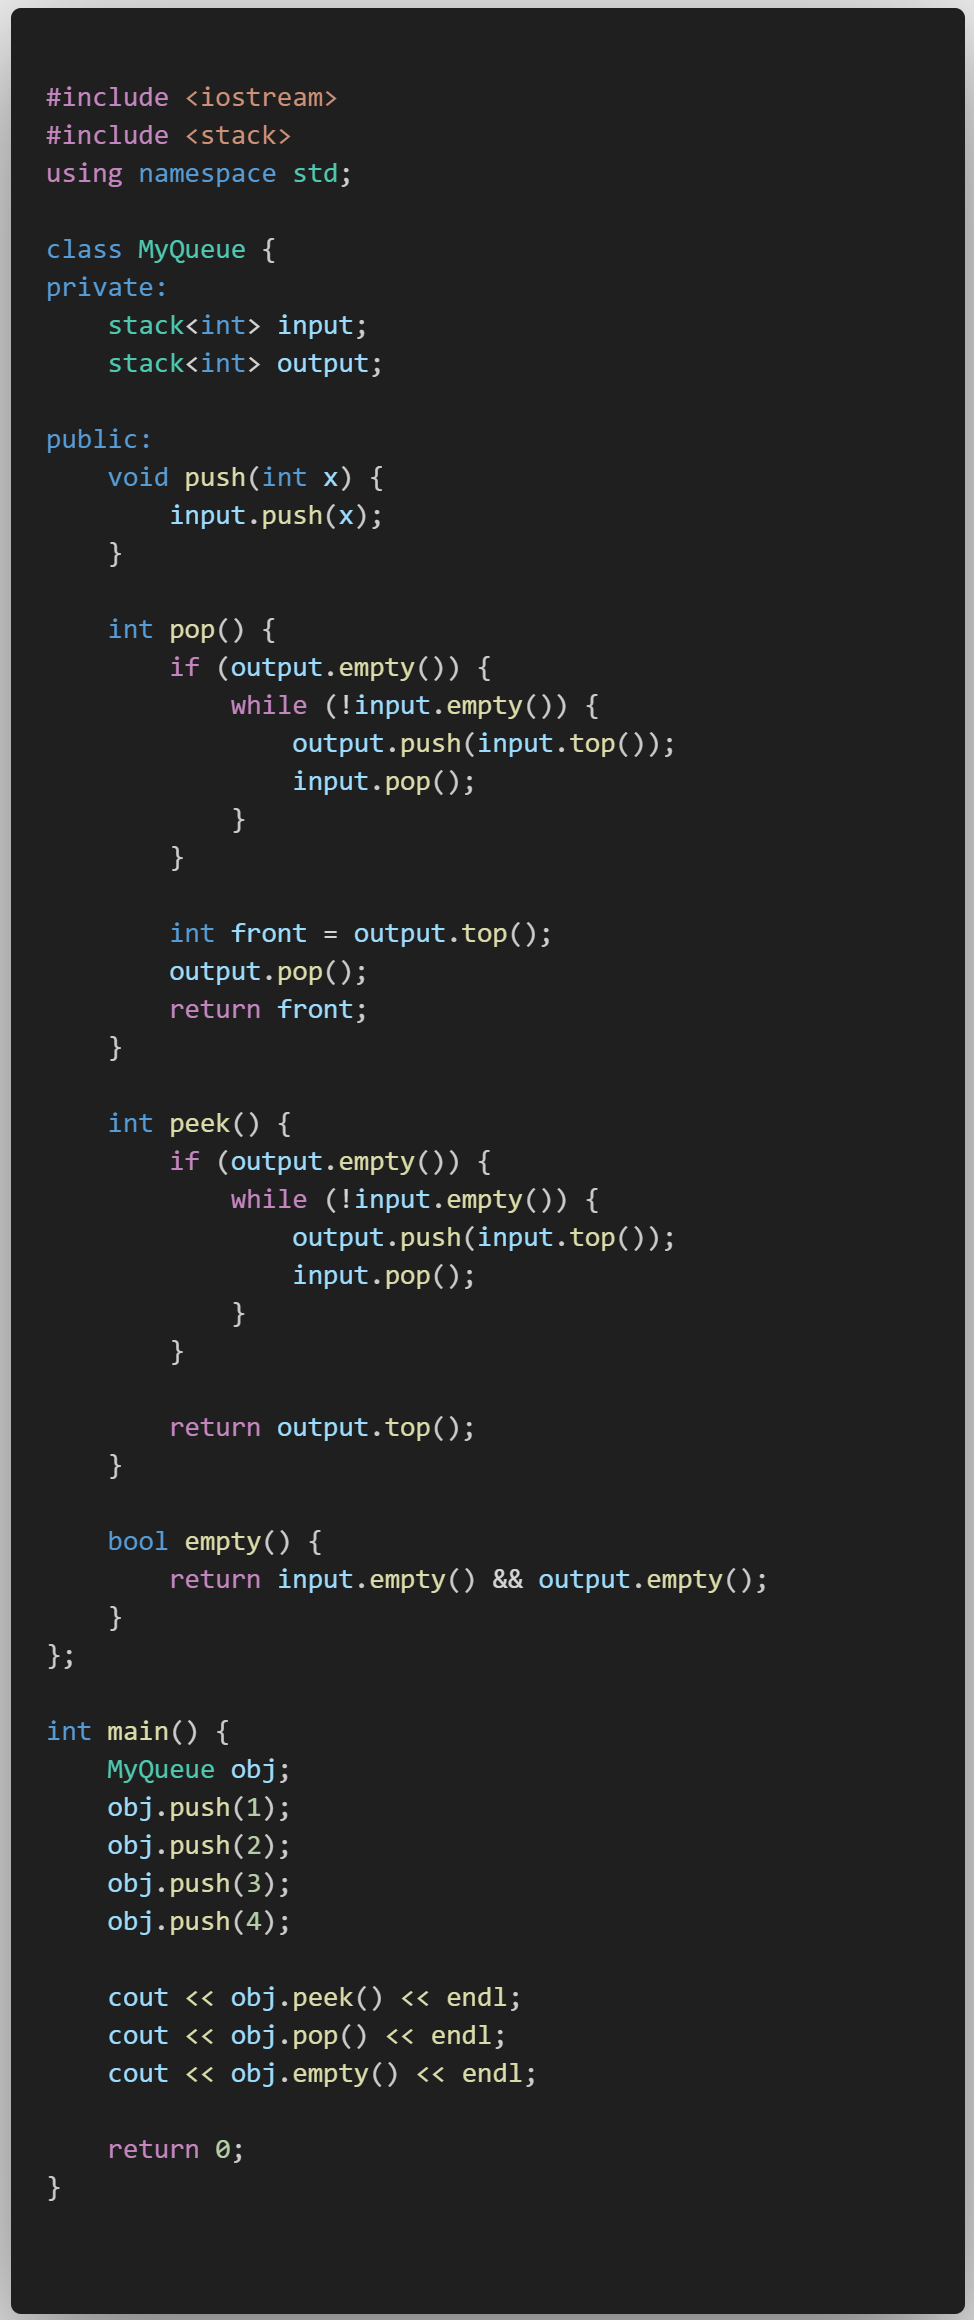 #include <iostream>
#include <stack>
using namespace std;

class MyQueue {
private:
    stack<int> input;
    stack<int> output;

public:
    void push(int x) {
        input.push(x);
    }

    int pop() {
        if (output.empty()) {
            while (!input.empty()) {
                output.push(input.top());
                input.pop();
            }
        }

        int front = output.top();
        output.pop();
        return front;
    }

    int peek() {
        if (output.empty()) {
            while (!input.empty()) {
                output.push(input.top());
                input.pop();
            }
        }

        return output.top();
    }

    bool empty() {
        return input.empty() && output.empty();
    }
};

int main() {
    MyQueue obj;
    obj.push(1);
    obj.push(2);
    obj.push(3);
    obj.push(4);

    cout << obj.peek() << endl;
    cout << obj.pop() << endl;
    cout << obj.empty() << endl;

    return 0;
}